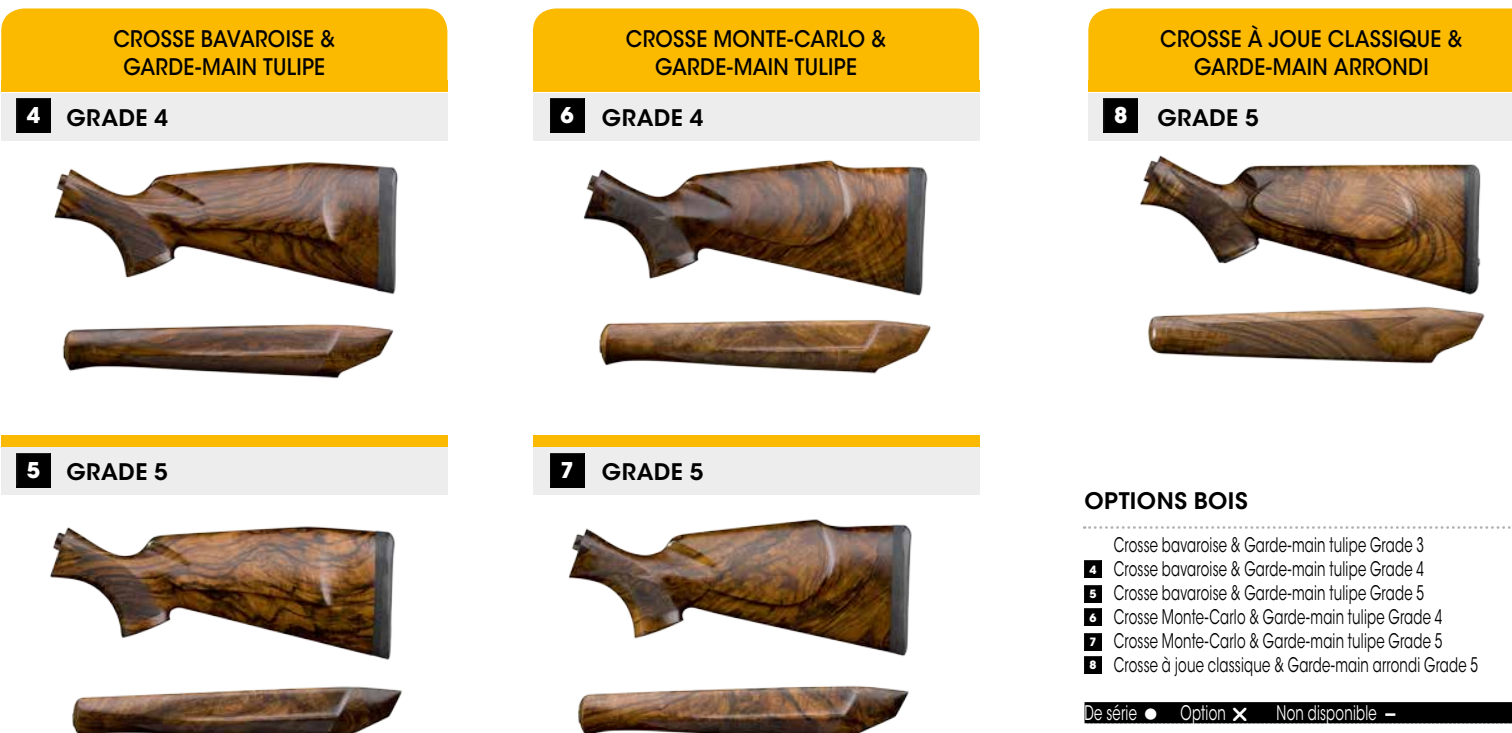 CROSSE BAVAROISE &
GARDE-MAIN TULIPE
4 GRADE 4
5 GRADE 5
CROSSE MONTE-CARLO &
GARDE-MAIN TULIPE
6 GRADE 4
7 GRADE 5
CROSSE À JOUE CLASSIQUE &
GARDE-MAIN ARRONDI
8 GRADE 5
OPTIONS BOIS
Crosse bavaroise & Garde-main tulipe Grade 3
4 Crosse bavaroise & Garde-main tulipe Grade 4
5 Crosse bavaroise & Garde-main tulipe Grade 5
6 Crosse Monte-Carlo & Garde-main tulipe Grade 4
7 Crosse Monte-Carlo & Garde-main tulipe Grade 5
8 Crosse à joue classique & Garde-main arrondi Grade 5
De série ● Option ✕ Non disponible –